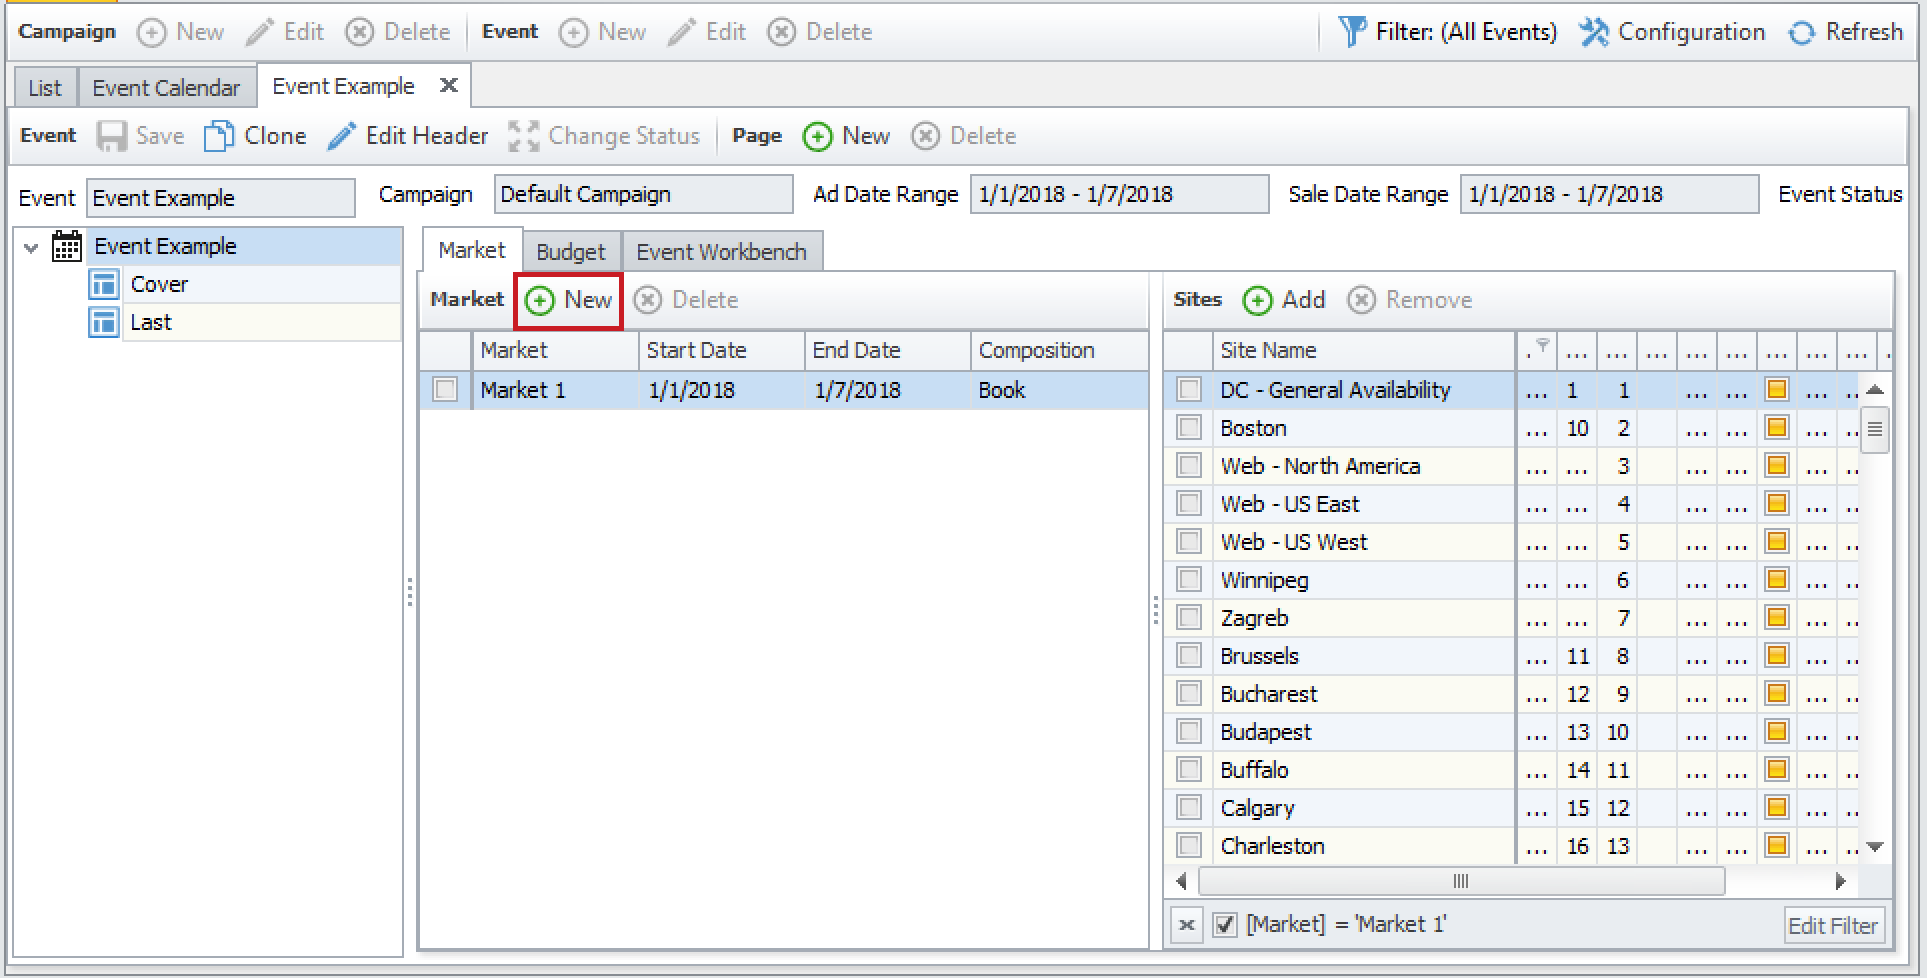 Campaign New Edit Delete Event New Edit Delete Filter: (All Events) Configuration Refresh
List Event Calendar Event Example
Event Save Clone Edit Header Change Status Page New Delete
Event Event Example Campaign Default Campaign Ad Date Range 1/1/2018 - 1/7/2018 Sale Date Range 1/1/2018 - 1/7/2018 Event Status
Event Example
Cover
Last
Market Budget Event Workbench
Market New Delete
Market Start Date End Date Composition
Market 1 1/1/2018 1/7/2018 Book
Sites Add Remove
Site Name . ... ... ... ... ... ... ... ... .
DC - General Availability ... 1 1 ... ... ... ..
Boston ... 10 2 ... ... ... ..
Web - North America ... ... 3 ... ... ... ..
Web - US East ... ... 4 ... ... ... ..
Web - US West ... ... 5 ... ... ... ..
Winnipeg ... ... 6 ... ... ... ..
Zagreb ... ... 7 ... ... ... ..
Brussels ... 11 8 ... ... ... ..
Bucharest ... 12 9 ... ... ... ..
Budapest ... 13 10 ... ... ... ..
Buffalo ... 14 11 ... ... ... ..
Calgary ... 15 12 ... ... ... ..
Charleston ... 16 13 ... ... ... ..
[Market] = 'Market 1' Edit Filter